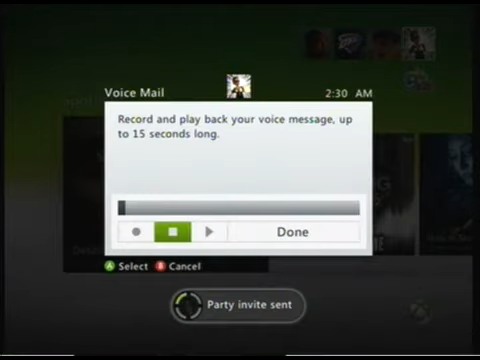 Voice Mail
2:30 AM
Record and play back your voice message, up
to 15 seconds long.
Done
A Select B Cancel
Party invite sent